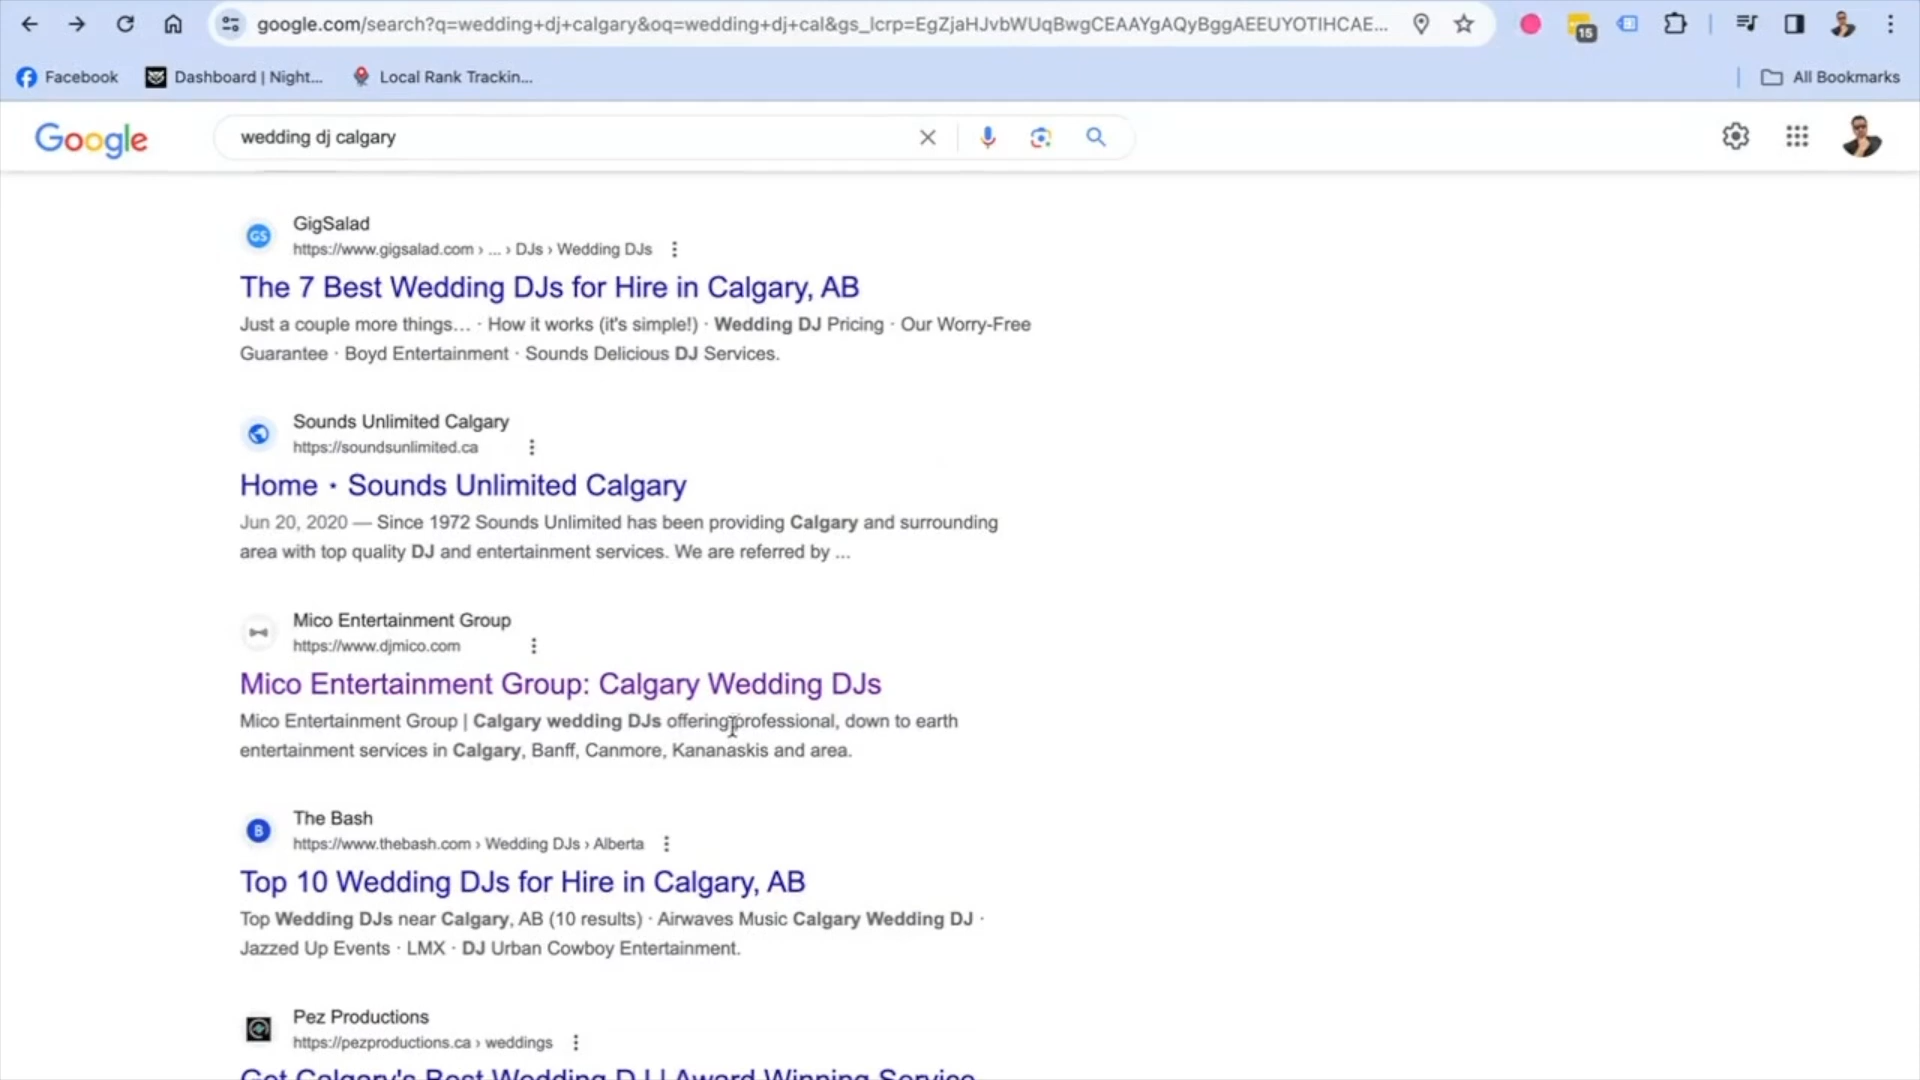 google.com/search?q=wedding+dj+calgary&oq=wedding+dj+cal&gs_lcrp=EgZjaHJvbWUqBwgCEAAYgAQyBggAEEUYOTIHCAE...
15
Facebook
Dashboard | Night...
Local Rank Trackin...
All Bookmarks
Google
wedding dj calgary
GS
GigSalad
https://www.gigsalad.com › ... › DJs › Wedding DJs
The 7 Best Wedding DJs for Hire in Calgary, AB
Just a couple more things... · How it works (it's simple!) · Wedding DJ Pricing · Our Worry-Free
Guarantee · Boyd Entertainment · Sounds Delicious DJ Services.
Sounds Unlimited Calgary
https://soundsunlimited.ca
Home · Sounds Unlimited Calgary
Jun 20, 2020 — Since 1972 Sounds Unlimited has been providing Calgary and surrounding
area with top quality DJ and entertainment services. We are referred by ...
Mico Entertainment Group
https://www.djmico.com
Mico Entertainment Group: Calgary Wedding DJs
Mico Entertainment Group | Calgary wedding DJs offering professional, down to earth
entertainment services in Calgary, Banff, Canmore, Kananaskis and area.
B
The Bash
https://www.thebash.com › Wedding DJs › Alberta
Top 10 Wedding DJs for Hire in Calgary, AB
Top Wedding DJs near Calgary, AB (10 results) · Airwaves Music Calgary Wedding DJ ·
Jazzed Up Events · LMX · DJ Urban Cowboy Entertainment.
Pez Productions
https://pezproductions.ca › weddings
Get Calgary's Best Wedding DJ | Award Winning Service